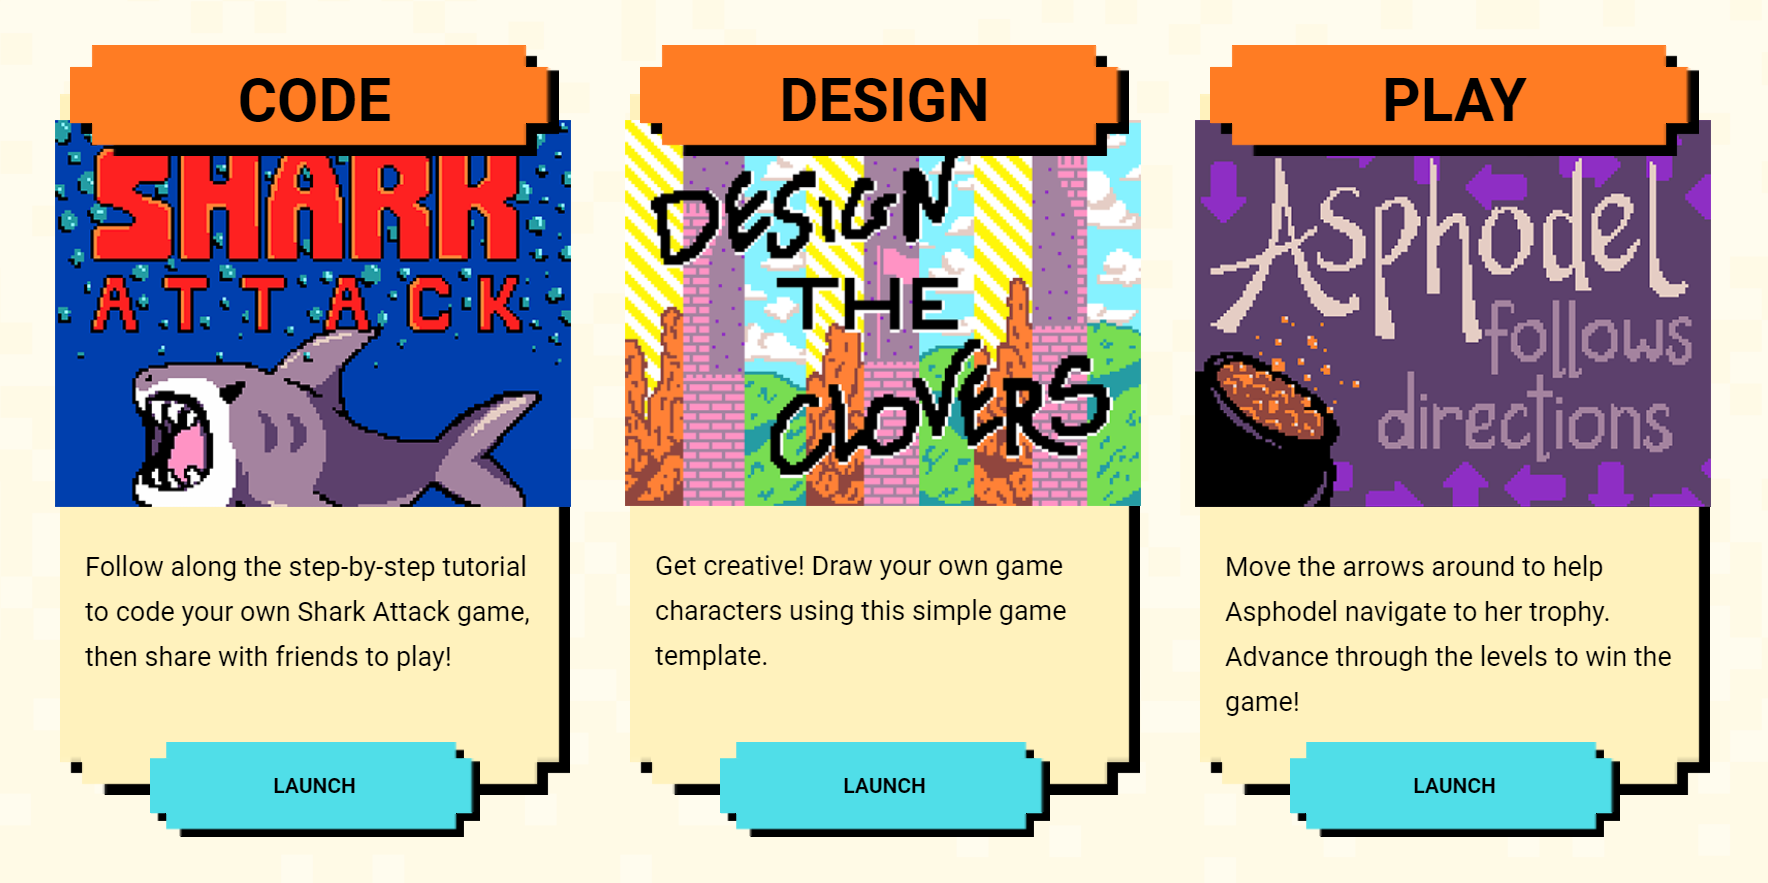 CODE
SHARK
ATTACK
Follow along the step-by-step tutorial
to code your own Shark Attack game,
then share with friends to play!
LAUNCH
DESIGN
DESIGN
THE
CLOVERS
Get creative! Draw your own game
characters using this simple game
template.
LAUNCH
PLAY
Asphodel
follows
directions
Move the arrows around to help
Asphodel navigate to her trophy.
Advance through the levels to win the
game!
LAUNCH